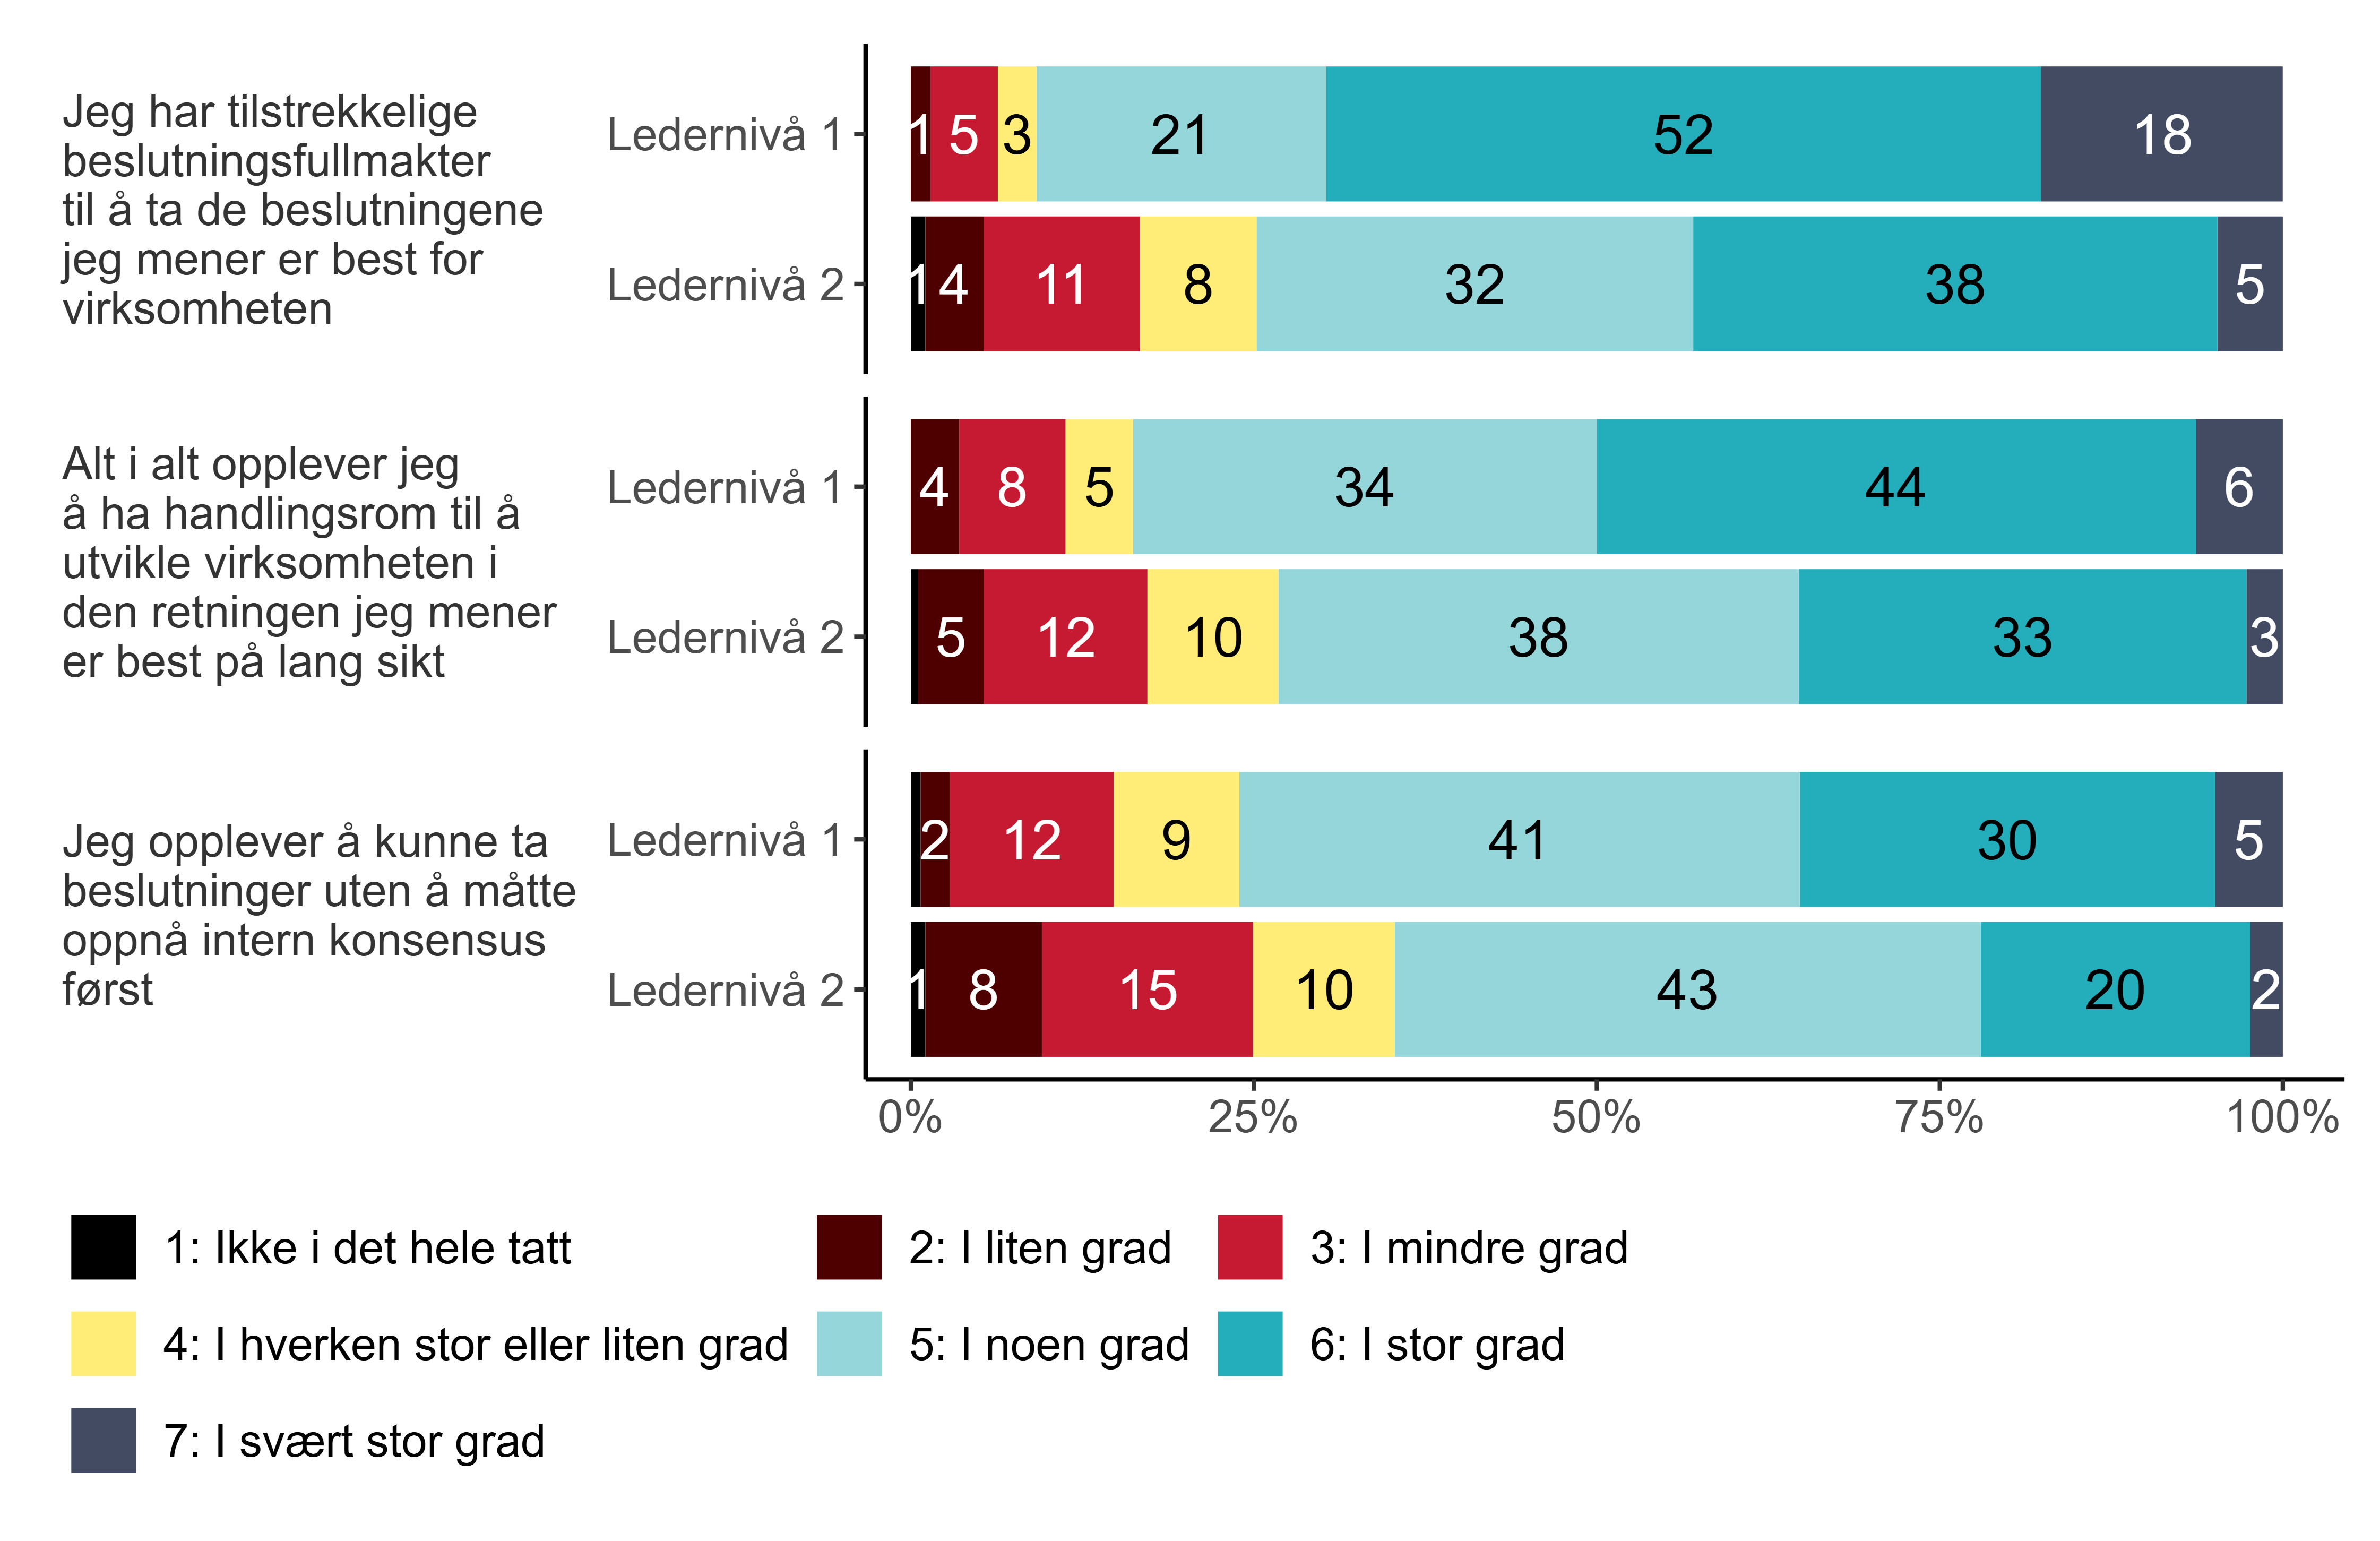 Jeg har tilstrekkelige
beslutningsfullmakter
til å ta de beslutningene
jeg mener er best for
virksomheten
Ledernivå 1
1 5 3 21 52 18
Ledernivå 2
1 4 11 8 32 38 5
Alt i alt opplever jeg
å ha handlingsrom til å
utvikle virksomheten i
den retningen jeg mener
er best på lang sikt
Ledernivå 1
4 8 5 34 44 6
Ledernivå 2
5 12 10 38 33 3
Jeg opplever å kunne ta
beslutninger uten å måtte
oppnå intern konsensus
først
Ledernivå 1
2 12 9 41 30 5
Ledernivå 2
1 8 15 10 43 20 2
0% 25% 50% 75% 100%
1: Ikke i det hele tatt
2: I liten grad
3: I mindre grad
4: I hverken stor eller liten grad
5: I noen grad
6: I stor grad
7: I svært stor grad